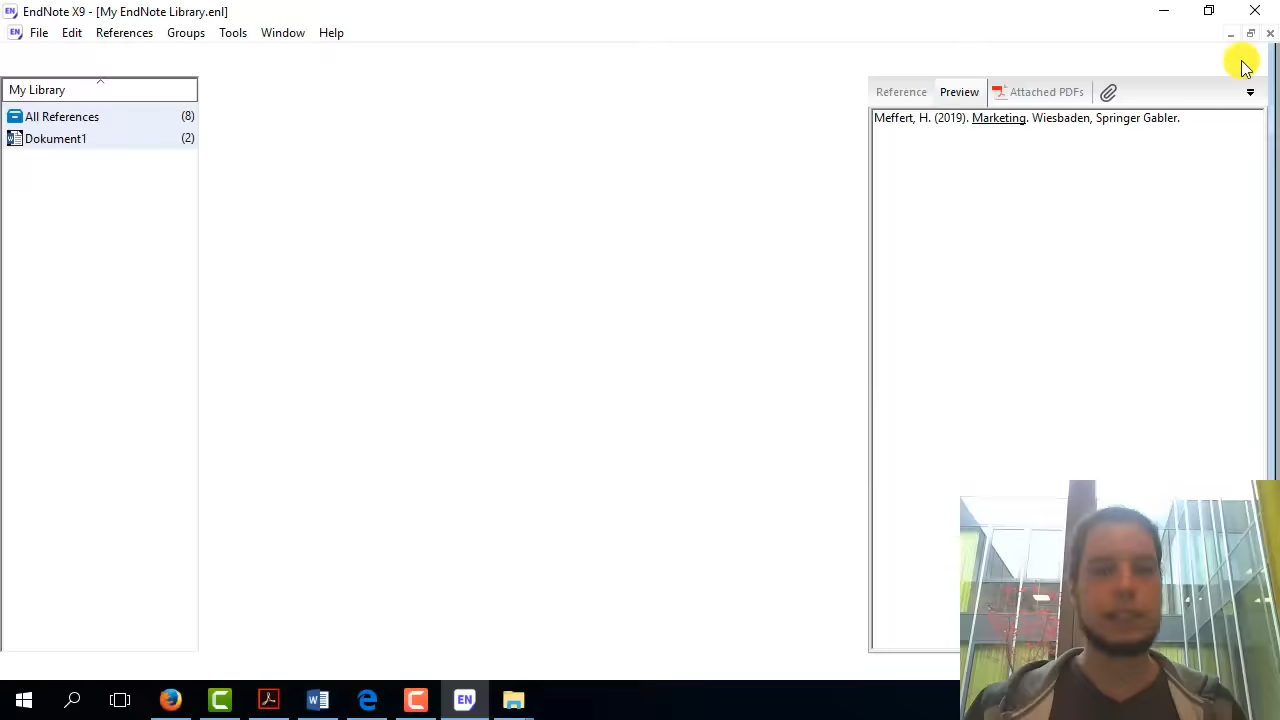 EndNote X9 - [My EndNote Library.enl]
File Edit References Groups Tools Window Help
My Library
All References (8)
Dokument1 (2)
Reference Preview Attached PDFs
Meffert, H. (2019). Marketing. Wiesbaden, Springer Gabler.
EN